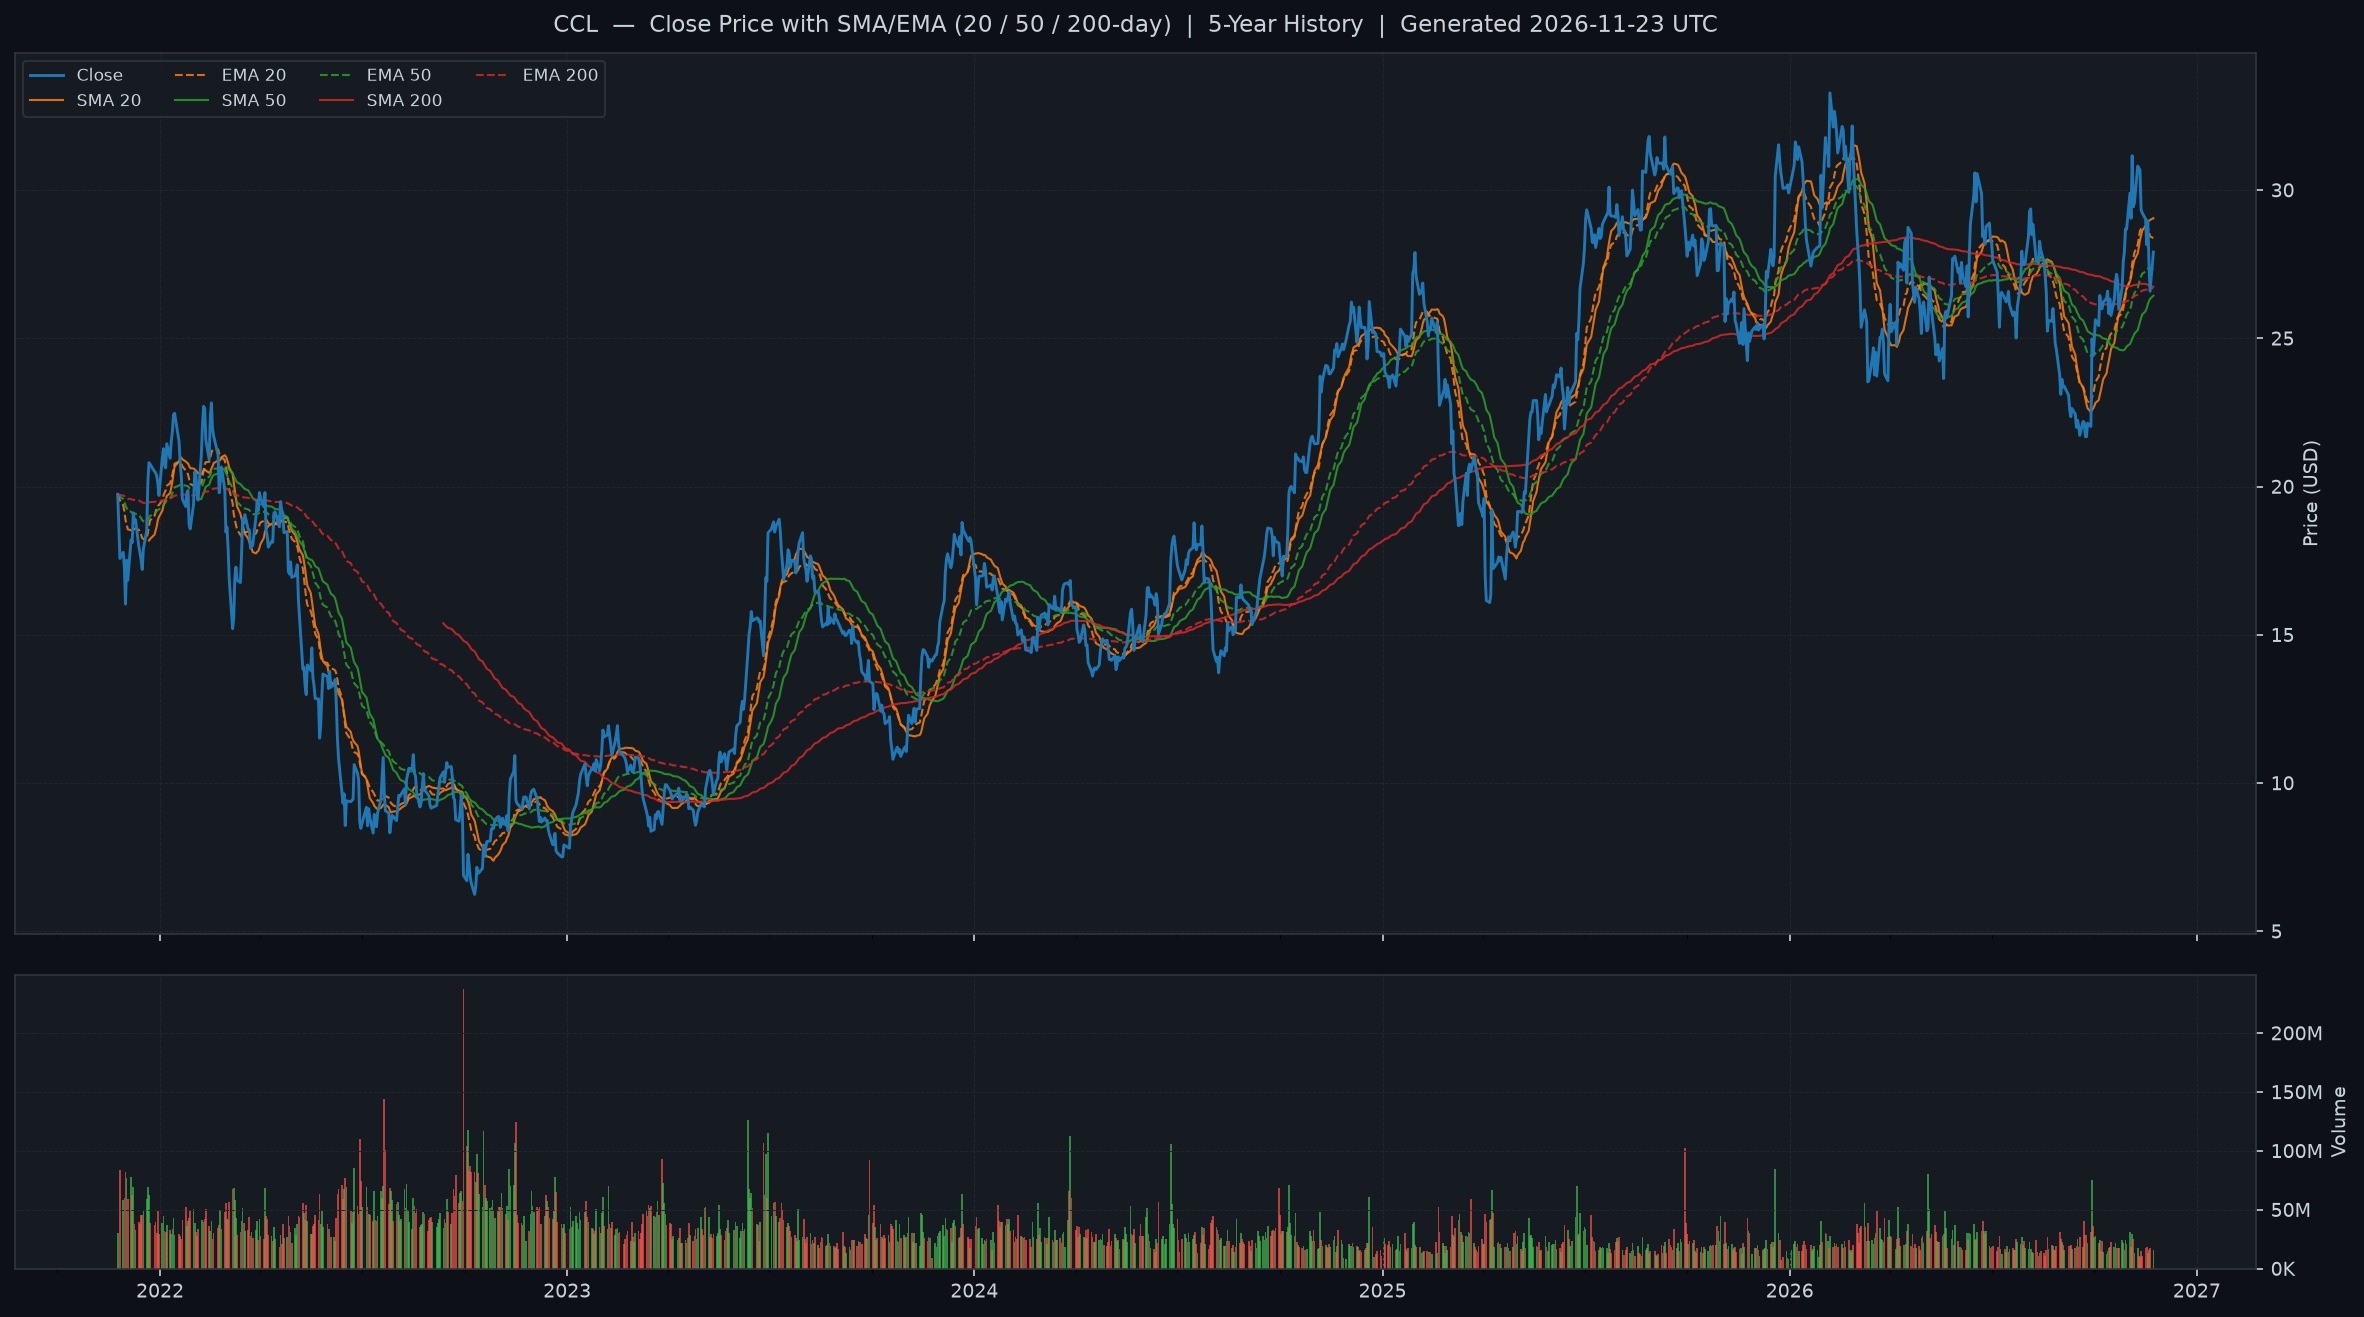 CCL — Close Price with SMA/EMA (20 / 50 / 200-day) | 5-Year History | Generated 2026-11-23 UTC
Close
EMA 20
EMA 50
EMA 200
SMA 20
SMA 50
SMA 200
30
25
20
15
10
5
Price (USD)
200M
150M
100M
50M
0K
Volume
2022
2023
2024
2025
2026
2027